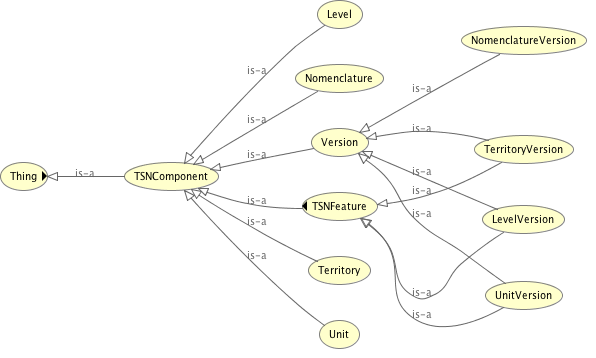 Level
NomenclatureVersion
is-a
Nomenclature
is-a
is-a
is-a
Version
is-a
TerritoryVersion
is-a
Thing
is-a
TSNComponent
is-a
is-a
is-a
TSNFeature
is-a
LevelVersion
is-a
is-a
Territory
is-a
is-a
UnitVersion
is-a
Unit